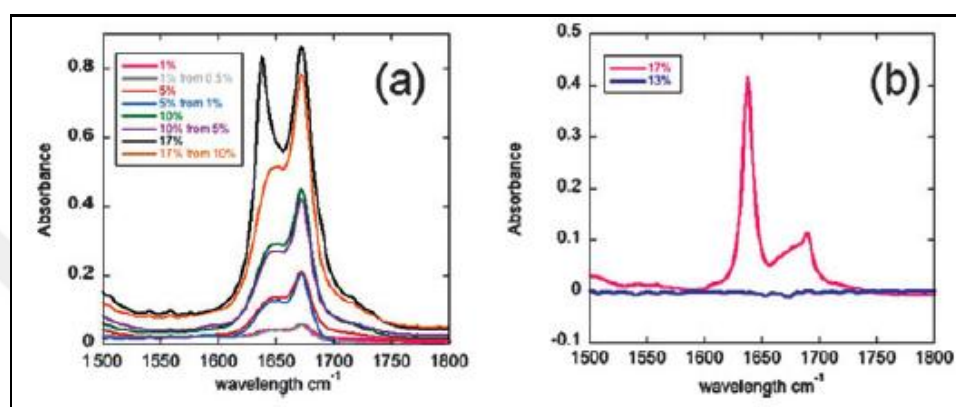 (a)
Absorbance
0.8
0.6
0.4
0.2
0
1%
1% from 0.5%
5%
5% from 1%
10%
10% from 5%
17%
17% from 10%
1500 1550 1600 1650 1700 1750 1800
wavelength cm-1
(b)
Absorbance
0.5
0.4
0.3
0.2
0.1
0
-0.1
17%
13%
1500 1550 1600 1650 1700 1750 1800
wavelength cm-1